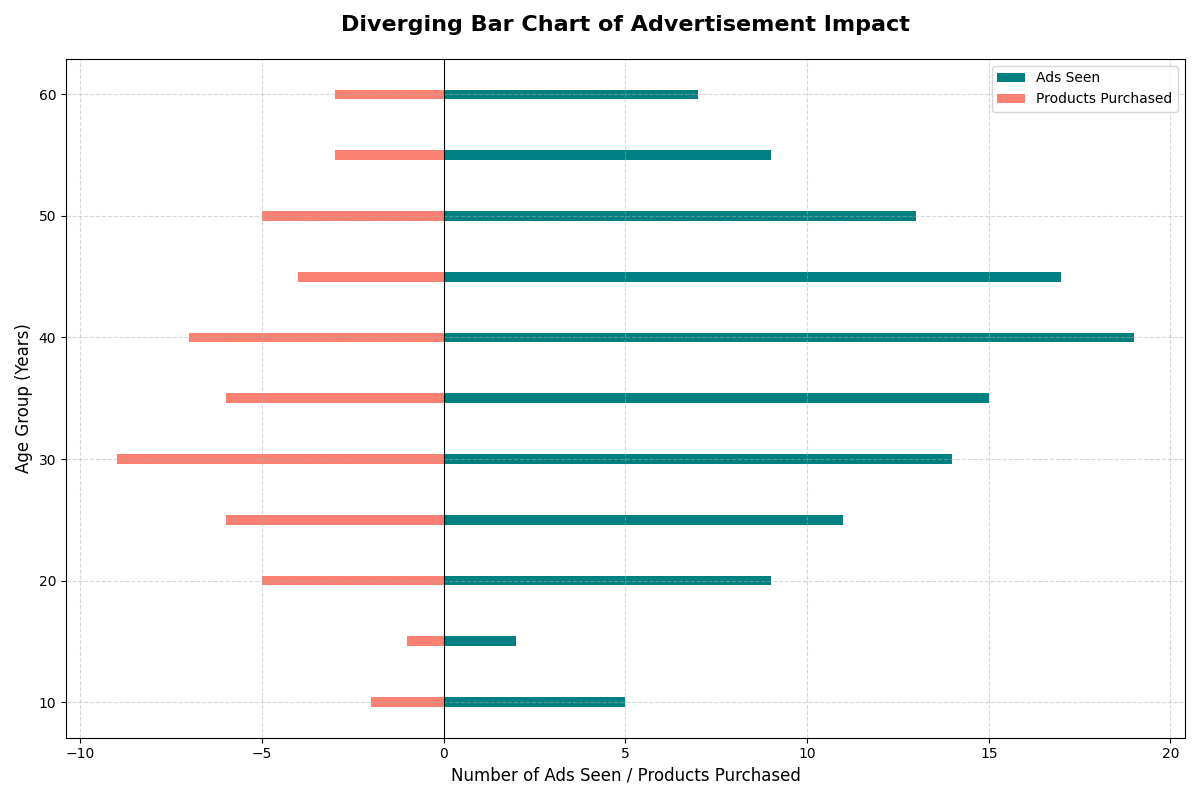 Diverging Bar Chart of Advertisement Impact
Ads Seen
Products Purchased
Age Group (Years)
60
50
40
30
20
10
−10
−5
0
5
10
15
20
Number of Ads Seen / Products Purchased